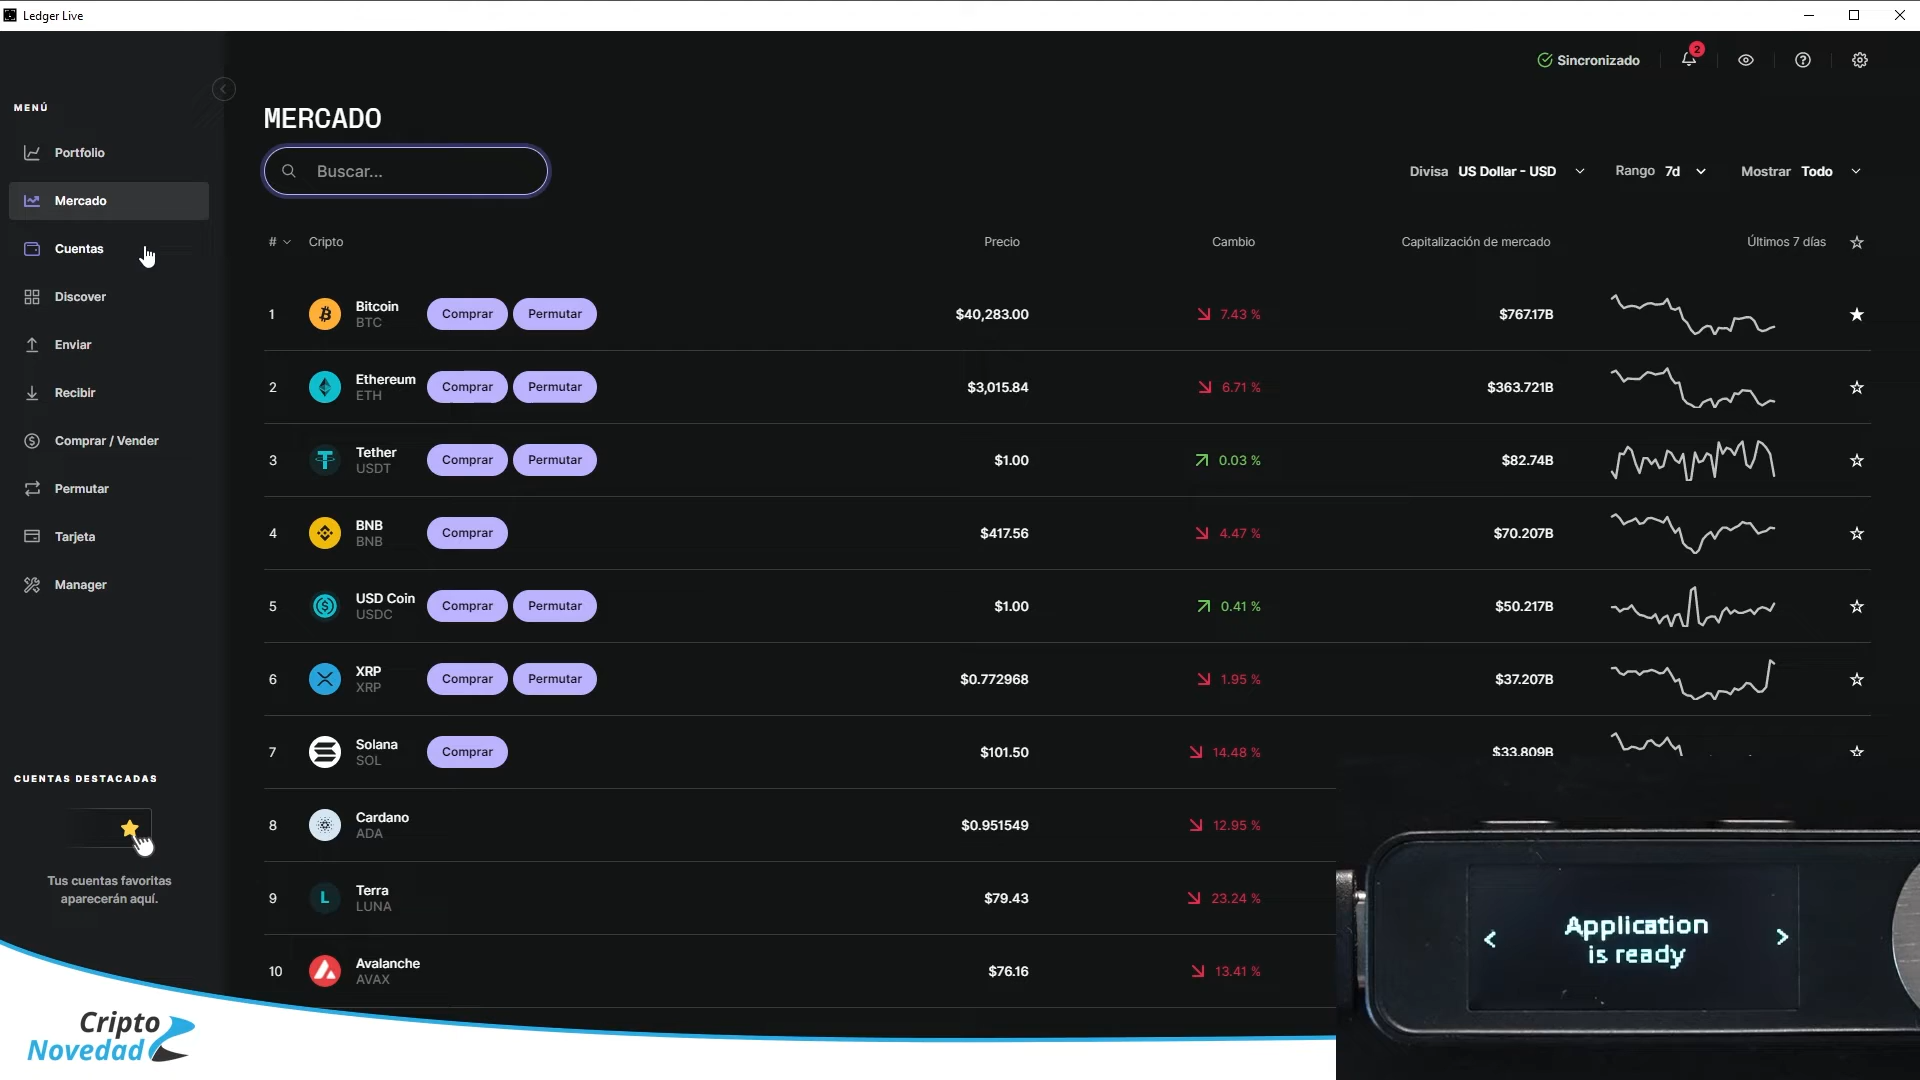 Ledger Live
Sincronizado
2
MENÚ
Portfolio
Mercado
Cuentas
Discover
Enviar
Recibir
Comprar / Vender
Permutar
Tarjeta
Manager
CUENTAS DESTACADAS
Tus cuentas favoritas
aparecerán aquí.
MERCADO
Buscar...
Divisa US Dollar - USD
Rango 7d
Mostrar Todo
# Cripto Precio Cambio Capitalización de mercado Últimos 7 días
1 Bitcoin BTC Comprar Permutar $40,283.00 7.43 % $767.17B
2 Ethereum ETH Comprar Permutar $3,015.84 6.71 % $363.721B
3 Tether USDT Comprar Permutar $1.00 0.03 % $82.74B
4 BNB BNB Comprar $417.56 4.47 % $70.207B
5 USD Coin USDC Comprar Permutar $1.00 0.41 % $50.217B
6 XRP XRP Comprar Permutar $0.772968 1.95 % $37.207B
7 Solana SOL Comprar $101.50 14.48 % $33.809B
8 Cardano ADA $0.951549 12.95 %
9 L Terra LUNA $79.43 23.24 %
10 Avalanche AVAX $76.16 13.41 %
Application
is ready
Cripto
Novedad